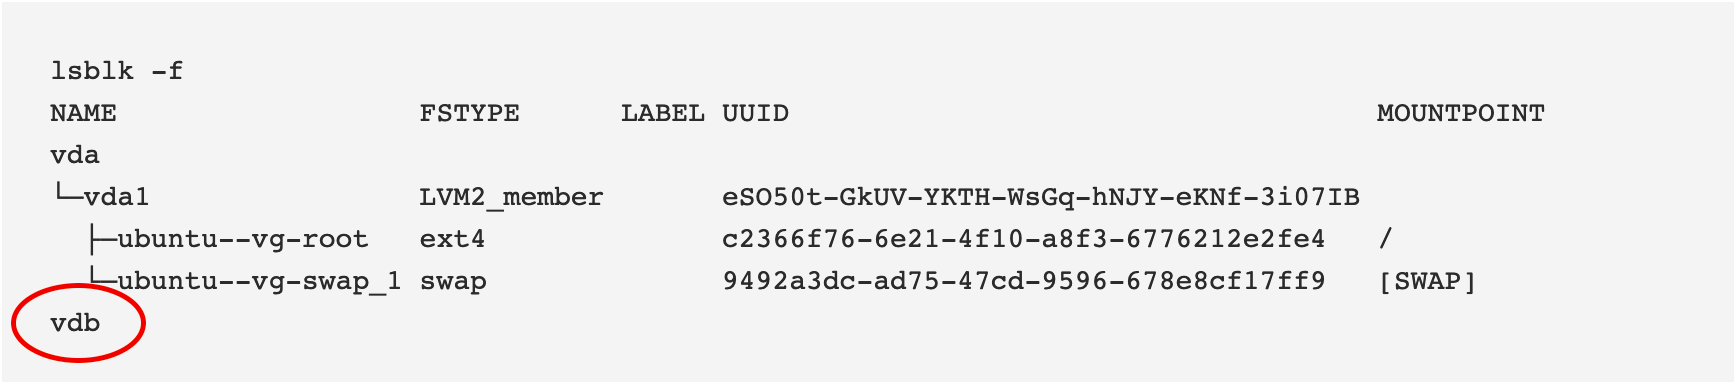 lsblk -f
NAME                  FSTYPE      LABEL UUID                                   MOUNTPOINT
vda
└─vda1                LVM2_member       eSO50t-GkUV-YKTH-WsGq-hNJY-eKNf-3i07IB
  ├─ubuntu--vg-root   ext4              c2366f76-6e21-4f10-a8f3-6776212e2fe4   /
  └─ubuntu--vg-swap_1 swap              9492a3dc-ad75-47cd-9596-678e8cf17ff9   [SWAP]
vdb